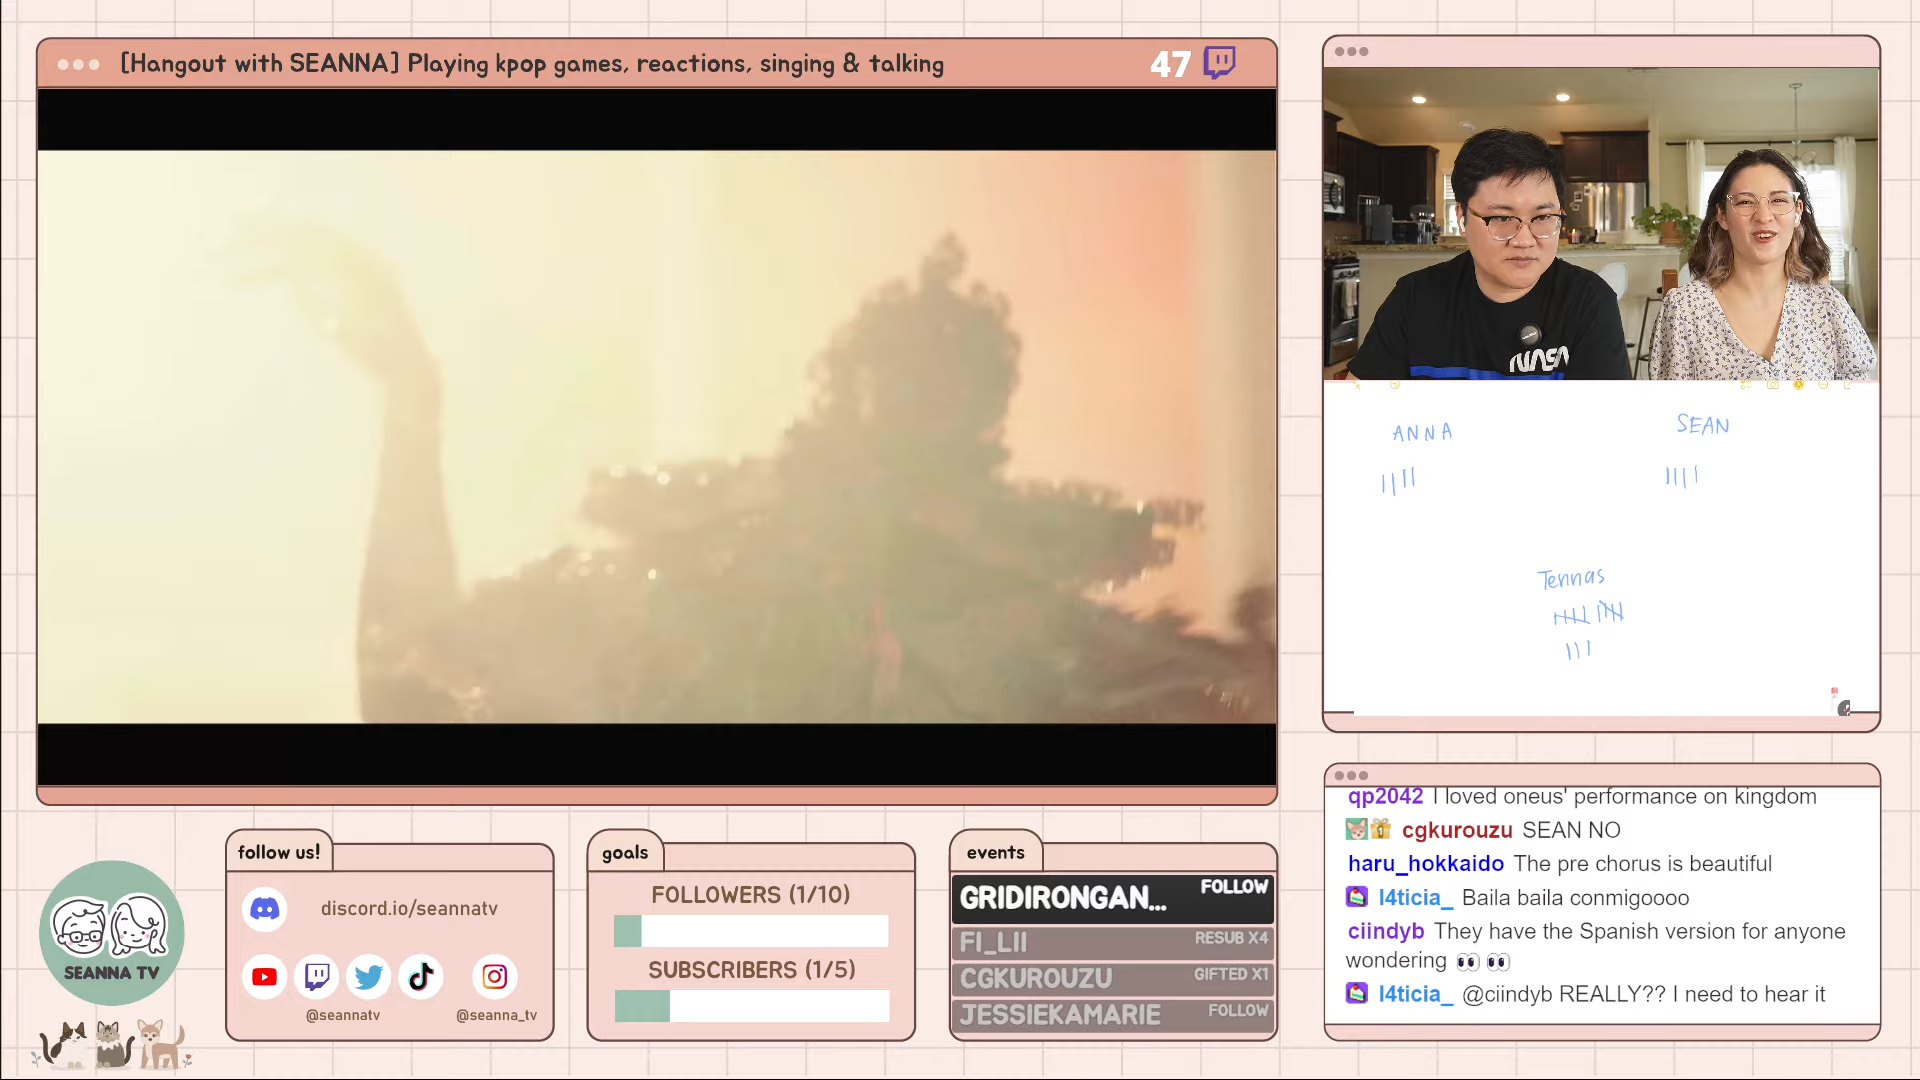 [Hangout with SEANNA] Playing kpop games, reactions, singing & talking
47
NASA
ANNA
SEAN
Tennas
qp2042 I loved oneus' performance on kingdom
cgkurouzu SEAN NO
haru_hokkaido The pre chorus is beautiful
l4ticia_ Baila baila conmigoooo
ciindyb They have the Spanish version for anyone
wondering 👀 👀
l4ticia_ @ciindyb REALLY?? I need to hear it
SEANNA TV
follow us!
discord.io/seannatv
@seannatv
@seanna_tv
goals
FOLLOWERS (1/10)
SUBSCRIBERS (1/5)
events
GRIDIRONGAN... FOLLOW
FI_LII RESUB X4
CGKUROUZU GIFTED X1
JESSIEKAMARIE FOLLOW